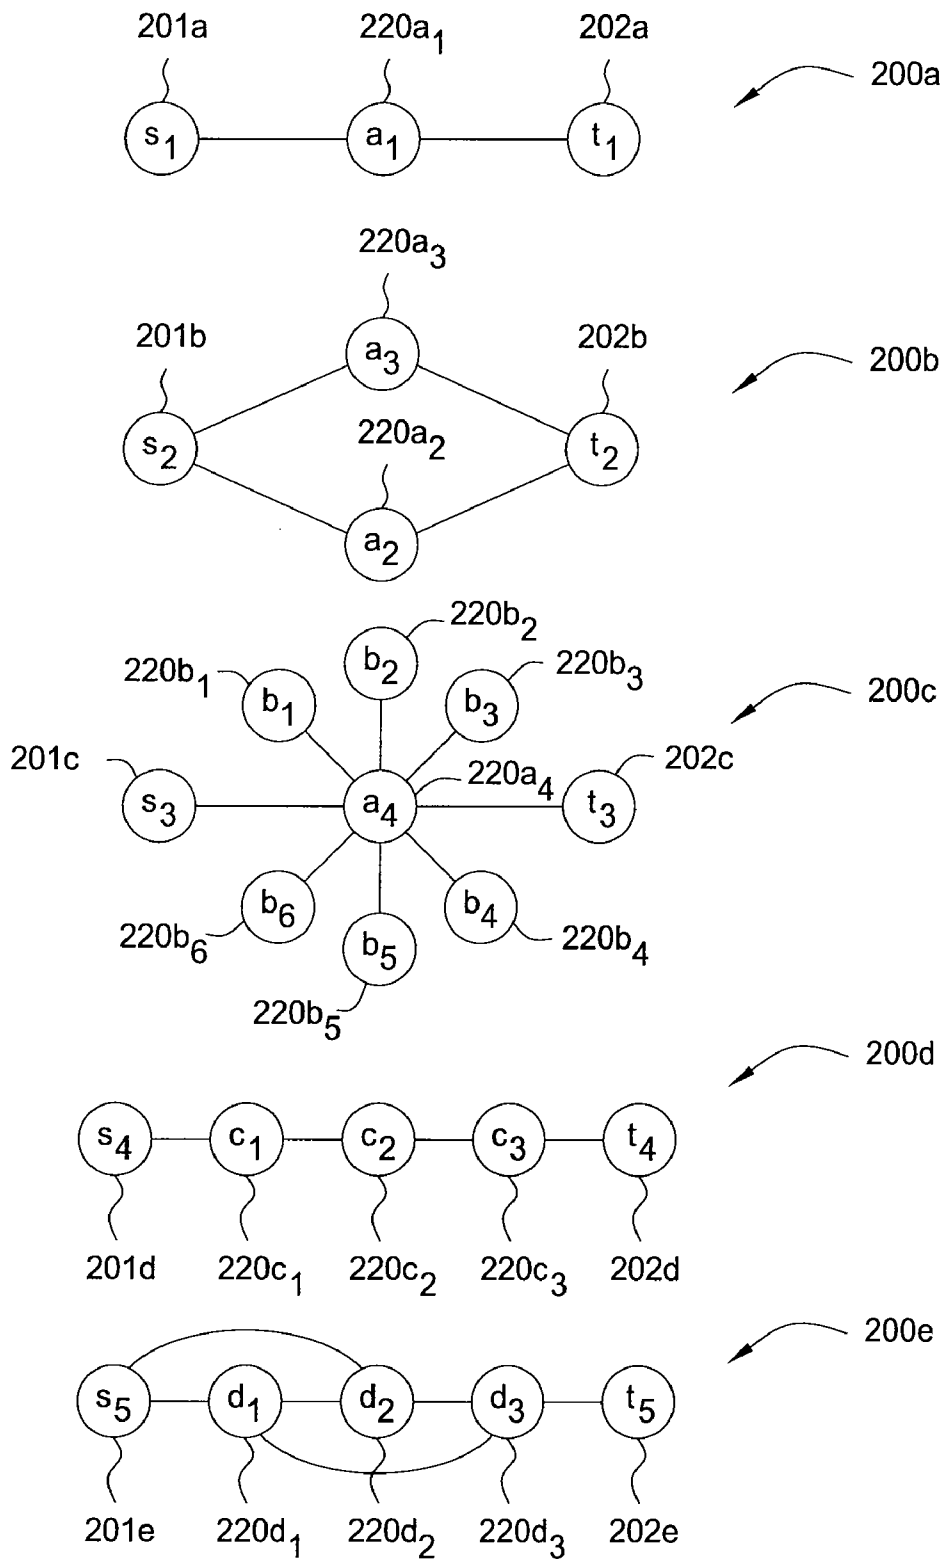 201a 220a₁ 202a
200a
s₁ a₁ t₁
220a₃
201b 202b
200b
a₃
220a₂
s₂ t₂
a₂
220b₂
220b₁ b₂ 220b₃
b₁ b₃ 200c
201c 220a₄ 202c
s₃ a₄ t₃
b₆ b₄
220b₆ b₅ 220b₄
220b₅
200d
s₄ c₁ c₂ c₃ t₄
201d 220c₁ 220c₂ 220c₃ 202d
200e
s₅ d₁ d₂ d₃ t₅
201e 220d₁ 220d₂ 220d₃ 202e